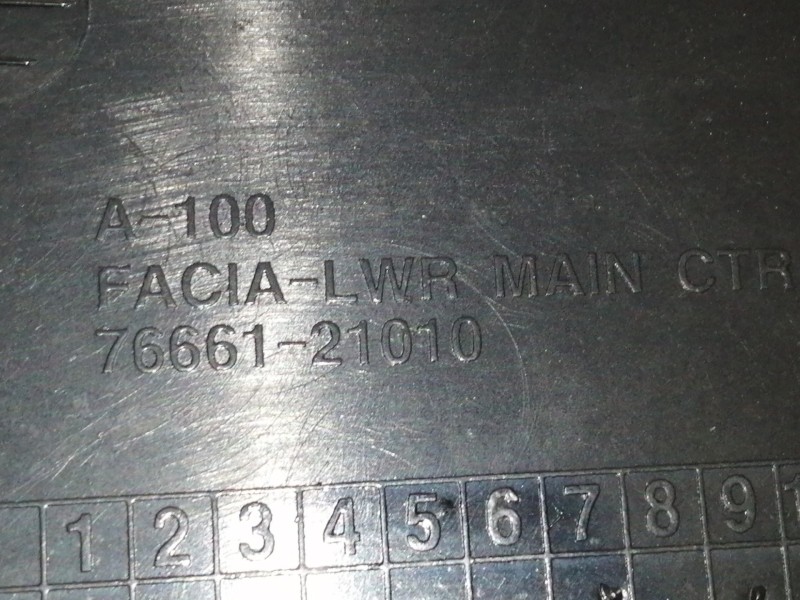 A-100
FACIA-LWR MAIN CTR
76661-21010
1 2 3 4 5 6 7 8 9